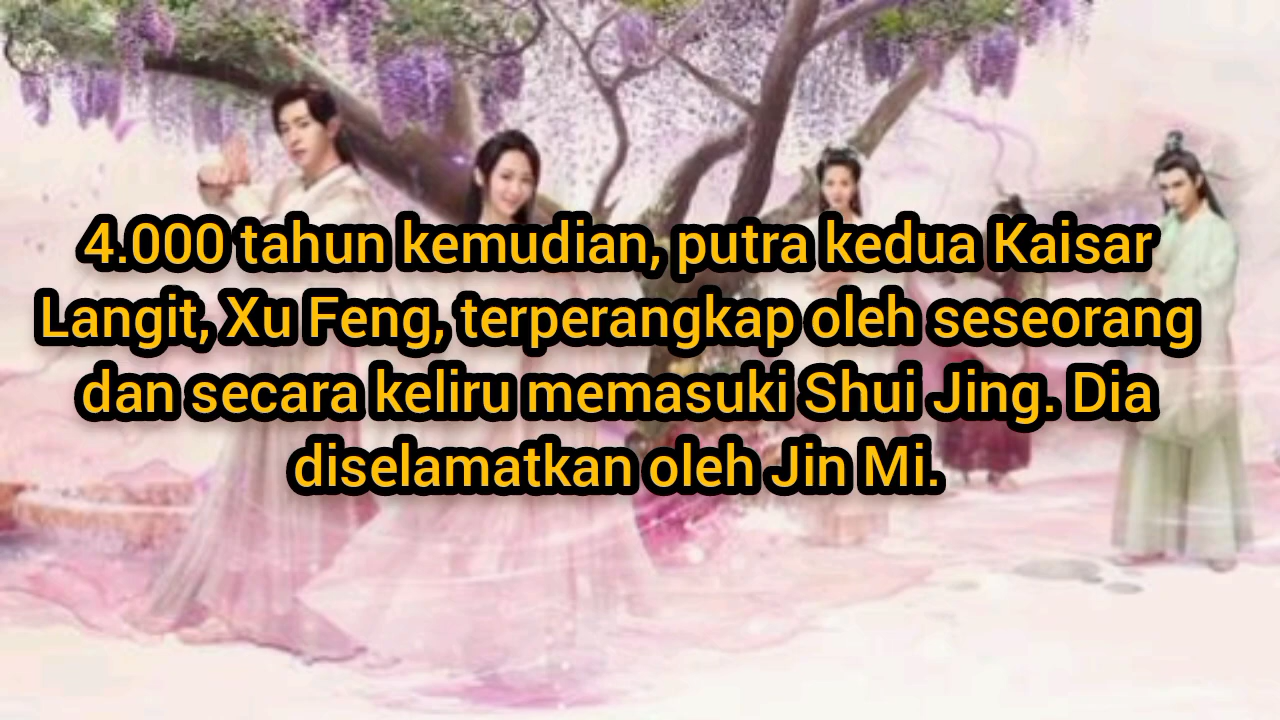 4.000 tahun kemudian, putra kedua Kaisar
Langit, Xu Feng, terperangkap oleh seseorang
dan secara keliru memasuki Shui Jing. Dia
diselamatkan oleh Jin Mi.